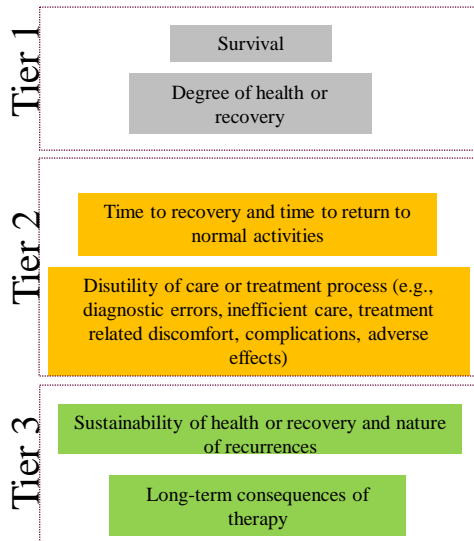 Tier 1
Survival
Degree of health or
recovery
Tier 2
Time to recovery and time to return to
normal activities
Disutility of care or treatment process (e.g.,
diagnostic errors, inefficient care, treatment
related discomfort, complications, adverse
effects)
Tier 3
Sustainability of health or recovery and nature
of recurrences
Long-term consequences of
therapy